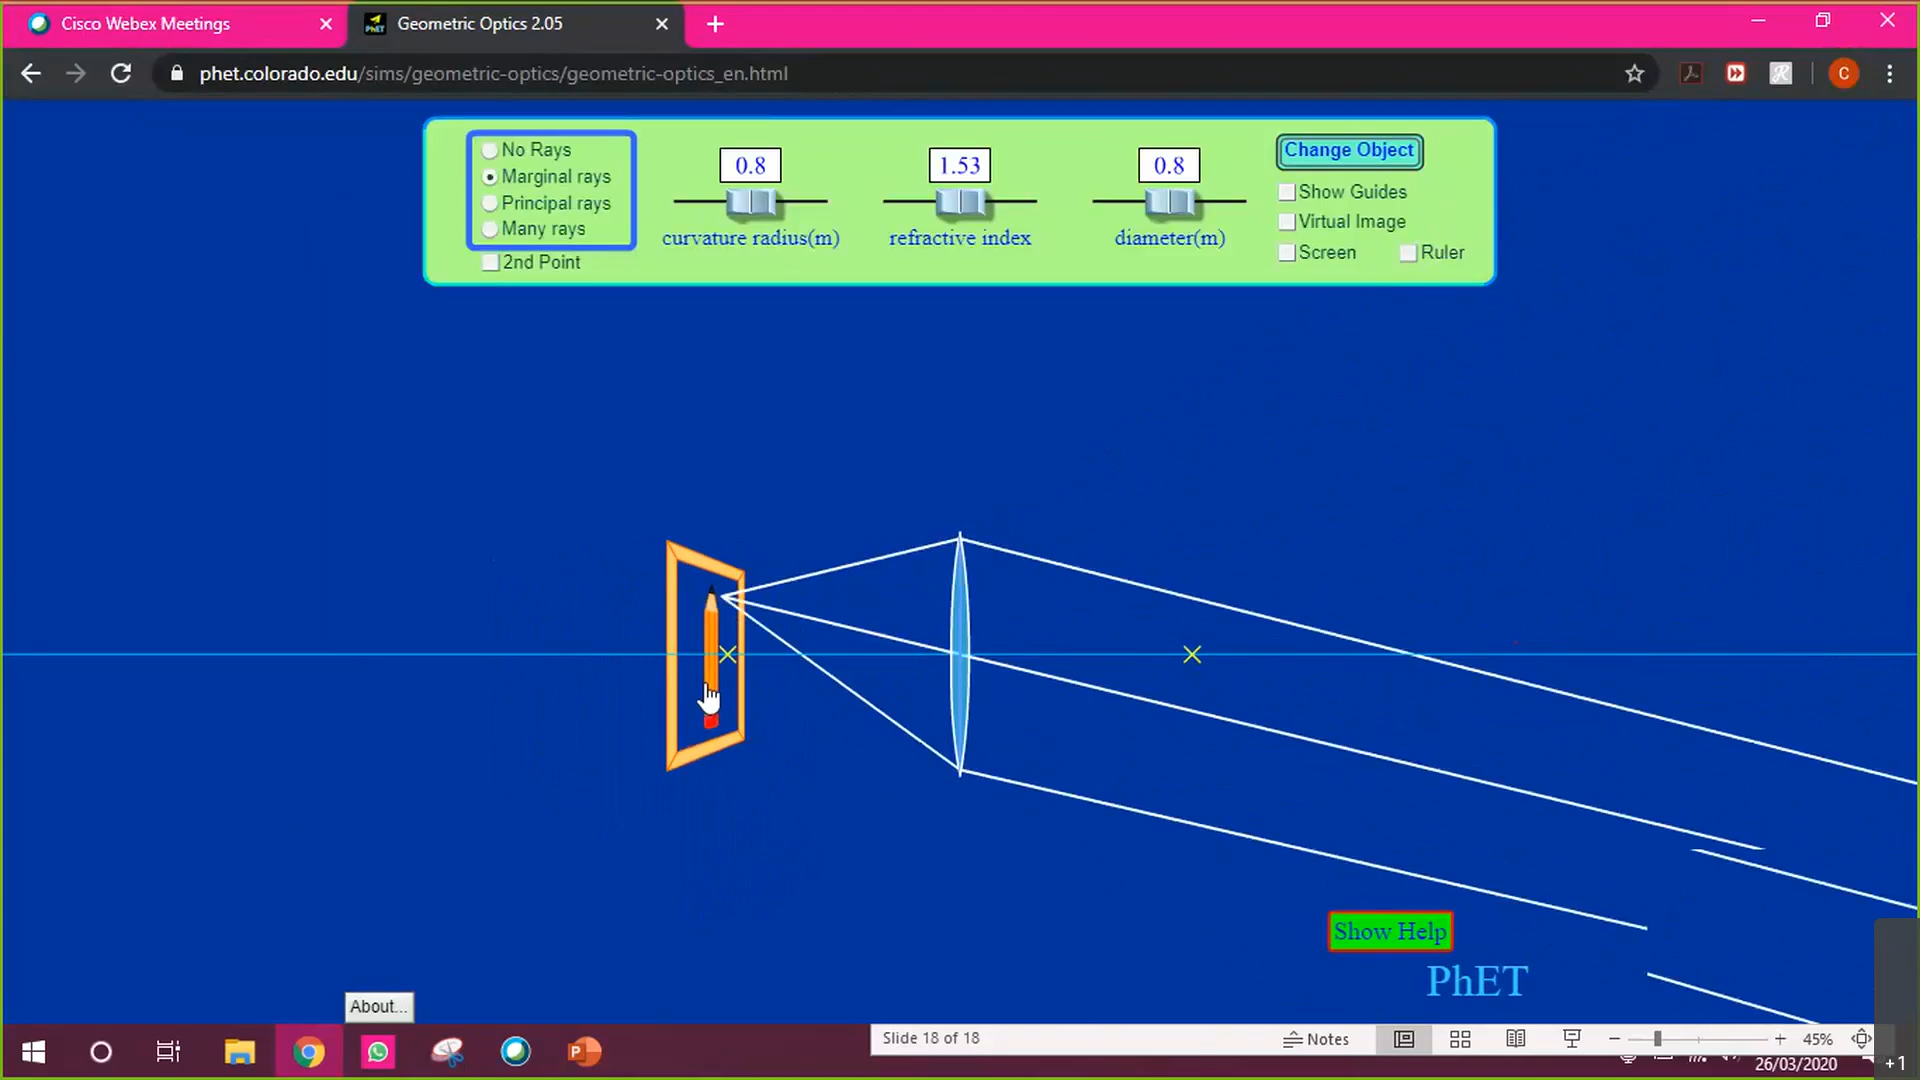 Cisco Webex Meetings
Geometric Optics 2.05
phet.colorado.edu/sims/geometric-optics/geometric-optics_en.html
C
No Rays
Marginal rays
Principal rays
Many rays
2nd Point
0.8
curvature radius(m)
1.53
refractive index
0.8
diameter(m)
Change Object
Show Guides
Virtual Image
Screen
Ruler
Show Help
PhET
About...
Slide 18 of 18
Notes
45%
26/03/2020
+1